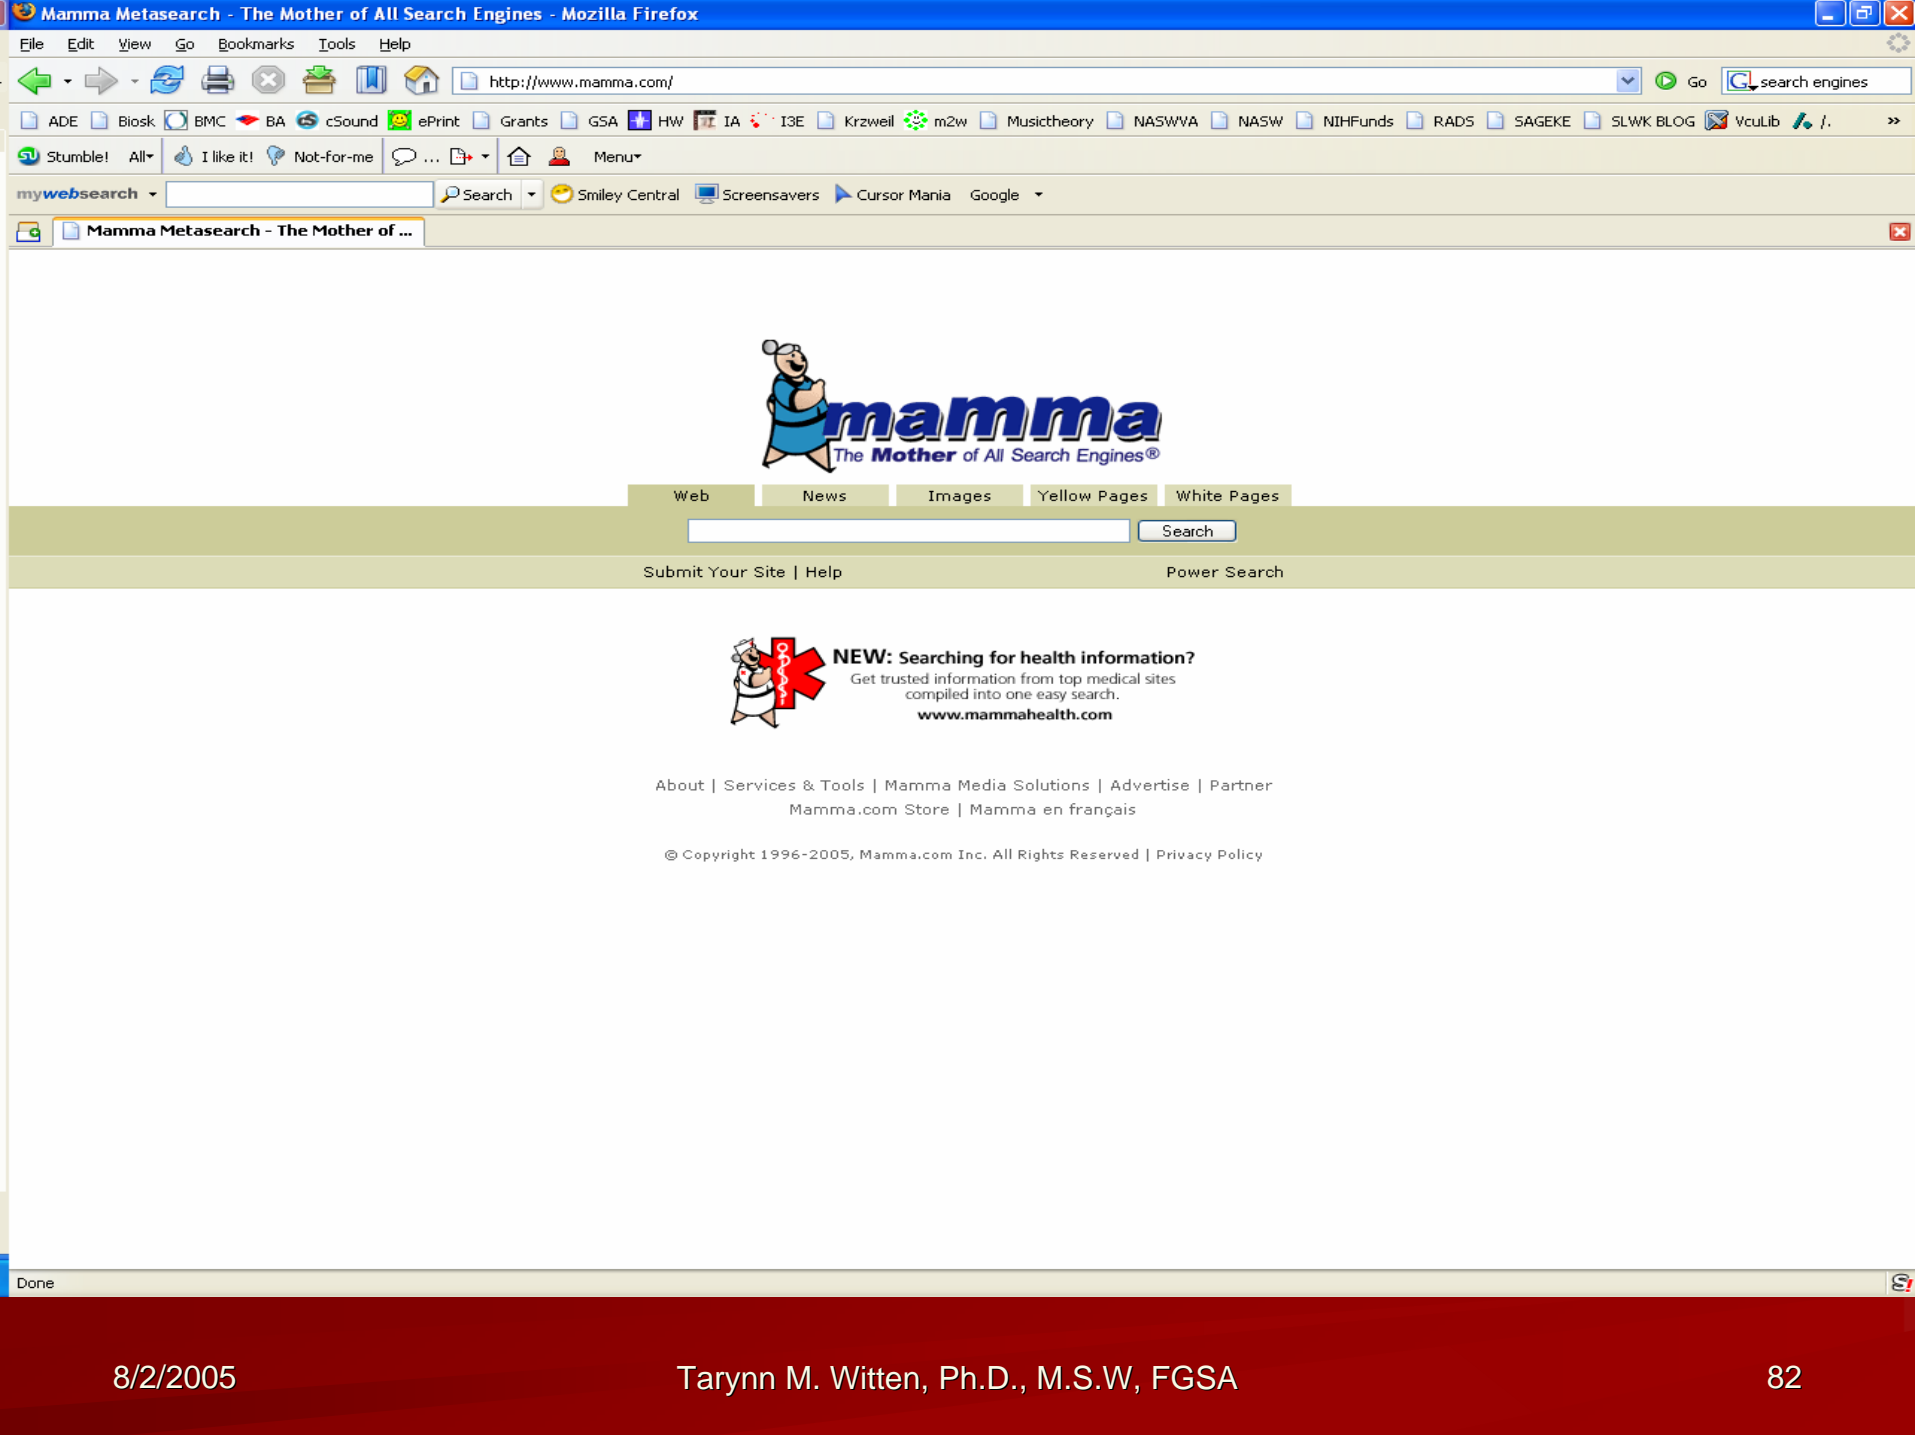 Mamma Metasearch - The Mother of All Search Engines - Mozilla Firefox
File Edit View Go Bookmarks Tools Help
http://www.mamma.com/ Go G search engines
ADE Biosk BMC BA cSound ePrint Grants GSA HW IA I3E Krzweil m2w Musictheory NASWVA NASW NIHFunds RADS SAGEKE SLWK BLOG VcuLib /. »
Stumble! All I like it! Not-for-me ... Menu
mywebsearch Search Smiley Central Screensavers Cursor Mania Google
Mamma Metasearch - The Mother of ...
mamma
The Mother of All Search Engines®
Web News Images Yellow Pages White Pages
Search
Submit Your Site | Help Power Search
NEW: Searching for health information?
Get trusted information from top medical sites
compiled into one easy search.
www.mammahealth.com
About | Services & Tools | Mamma Media Solutions | Advertise | Partner
Mamma.com Store | Mamma en français
© Copyright 1996-2005, Mamma.com Inc. All Rights Reserved | Privacy Policy
Done S!
8/2/2005 Tarynn M. Witten, Ph.D., M.S.W, FGSA 82